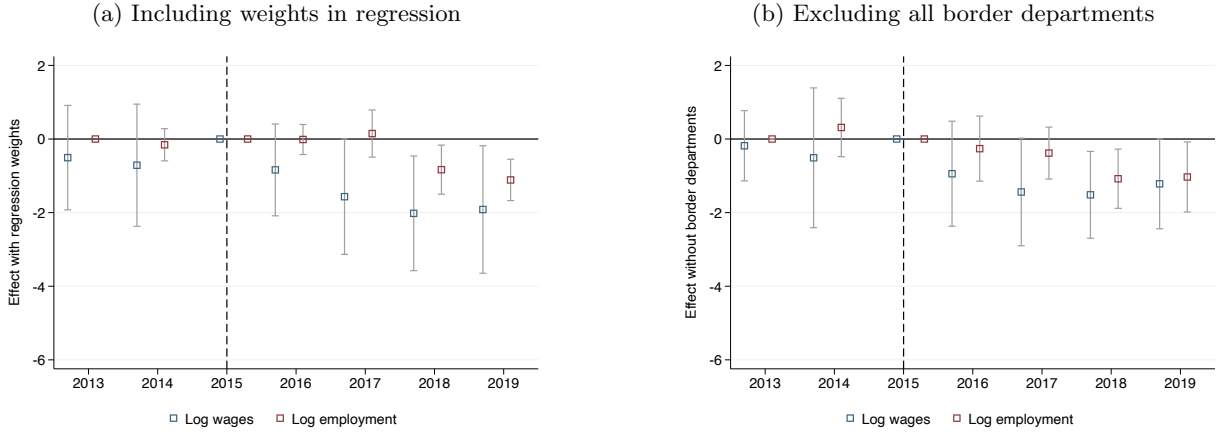 (a) Including weights in regression
Effect with regression weights
2
0
-2
-4
-6
2013 2014 2015 2016 2017 2018 2019
Log wages Log employment
(b) Excluding all border departments
Effect without border departments
2
0
-2
-4
-6
2013 2014 2015 2016 2017 2018 2019
Log wages Log employment